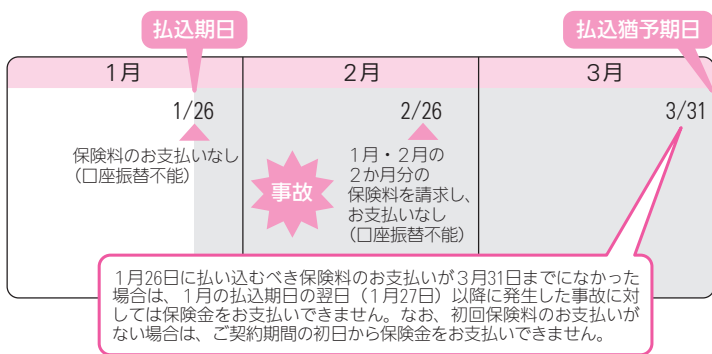 払込期日
払込猶予期日
１月
２月
３月
1/26
2/26
3/31
保険料のお支払いなし
（口座振替不能）
事故
１月・２月の
２か月分の
保険料を請求し、
お支払いなし
（口座振替不能）
１月26日に払い込むべき保険料のお支払いが３月31日までになかった
場合は、１月の払込期日の翌日（１月27日）以降に発生した事故に対
しては保険金をお支払いできません。なお、初回保険料のお支払いが
ない場合は、ご契約期間の初日から保険金をお支払いできません。